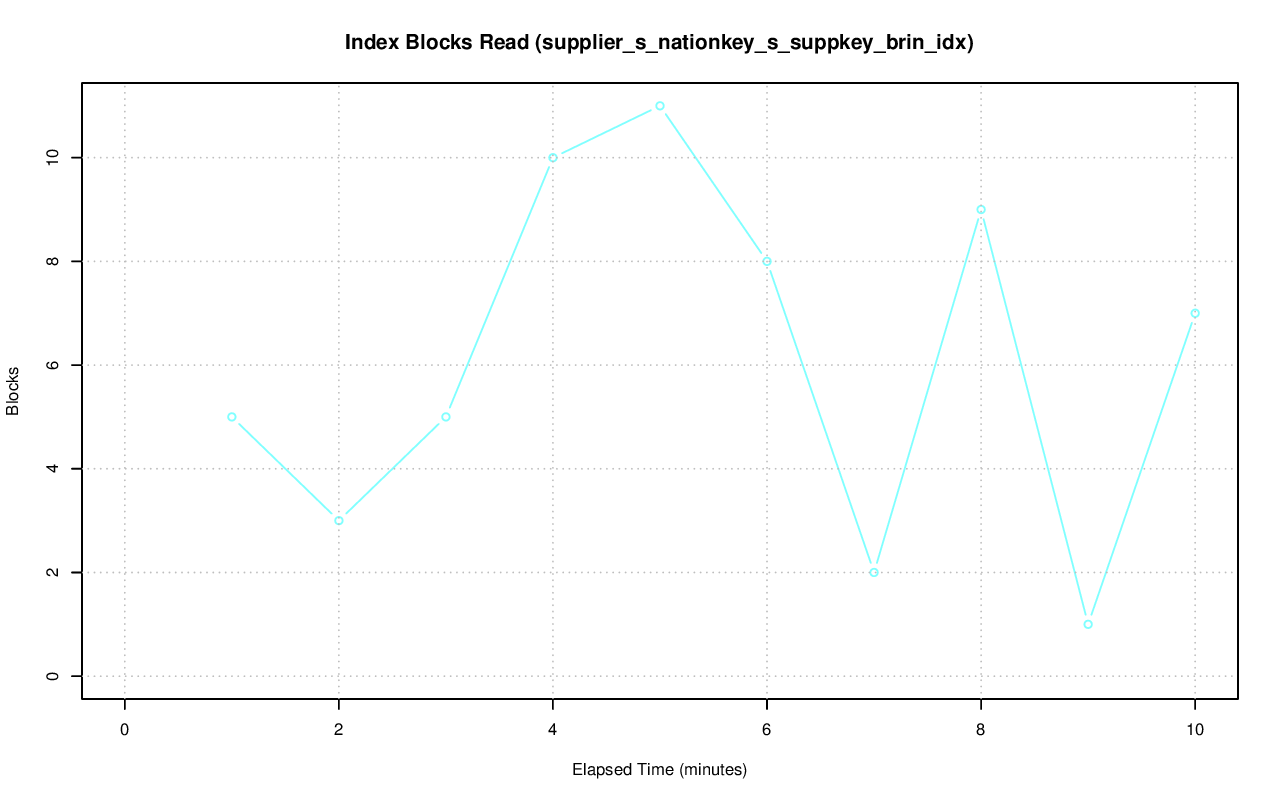 Index Blocks Read (supplier_s_nationkey_s_suppkey_brin_idx)
Blocks
10
8
6
4
2
0
0 2 4 6 8 10
Elapsed Time (minutes)